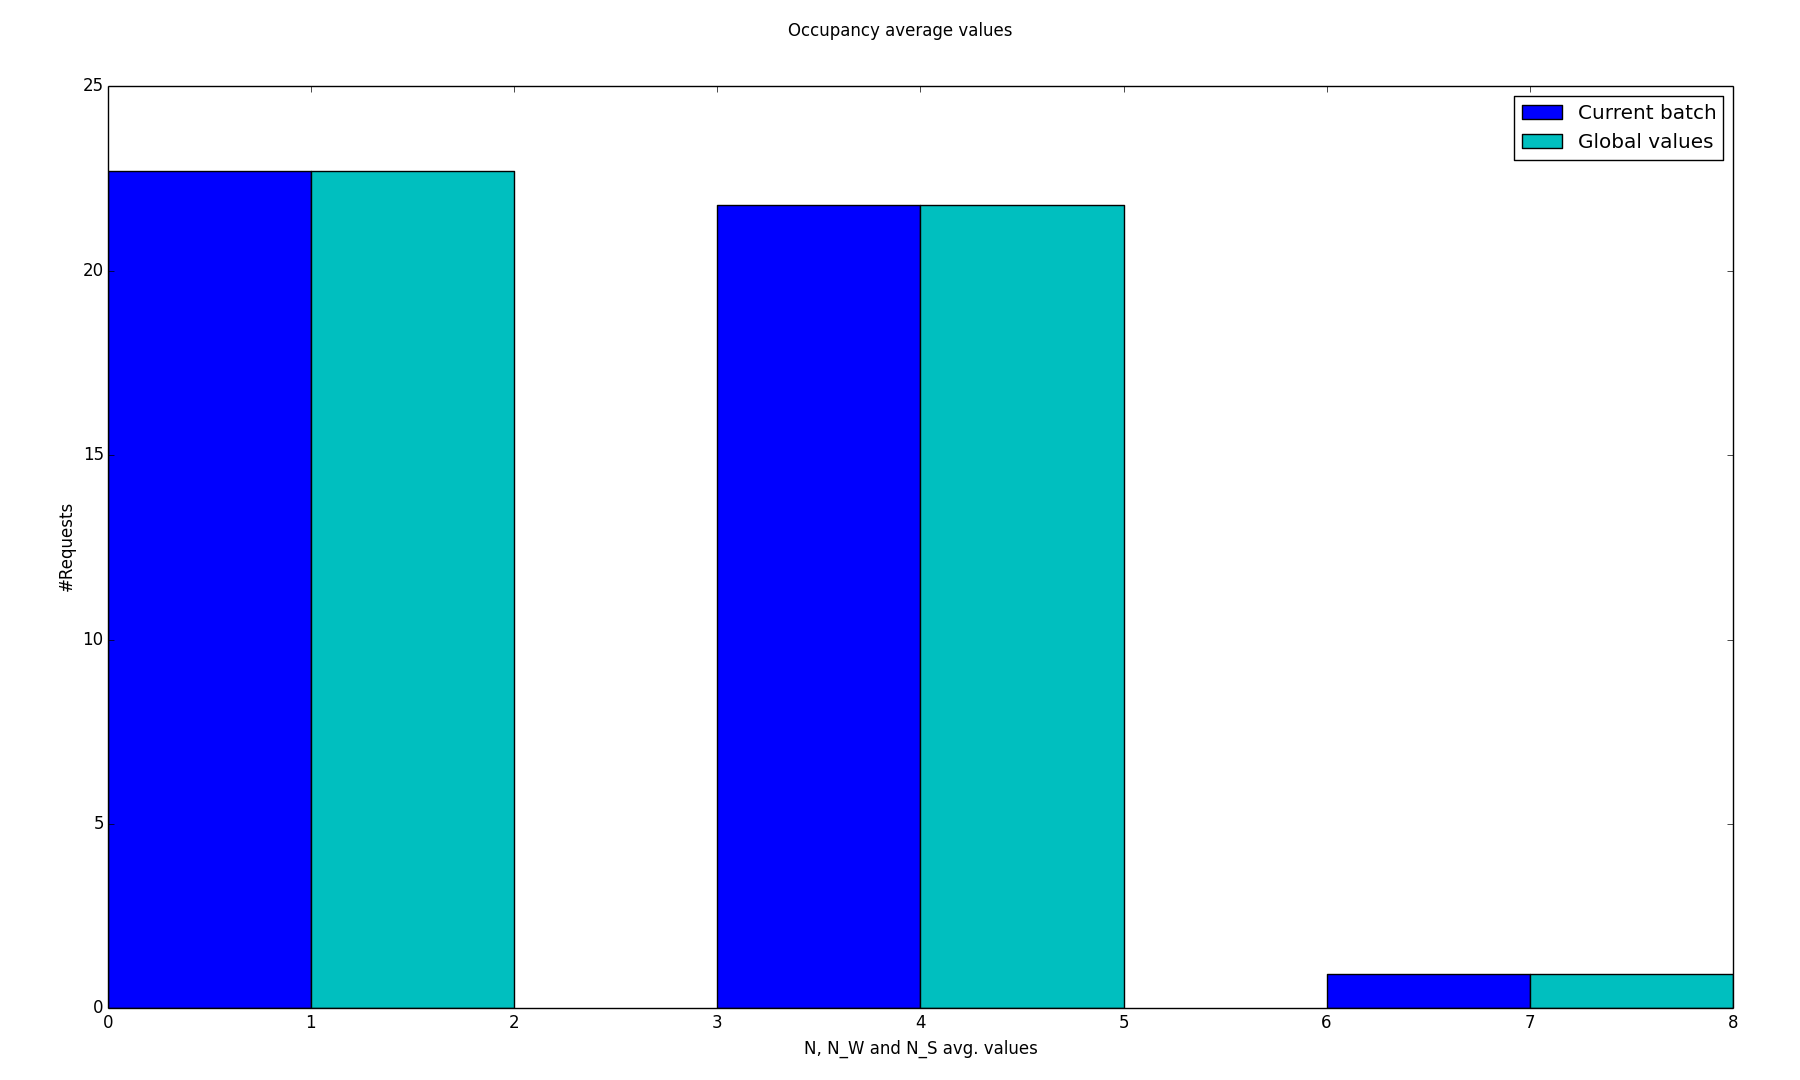 Occupancy average values
25
20
15
10
5
0
#Requests
Current batch
Global values
0 1 2 3 4 5 6 7 8
N, N_W and N_S avg. values